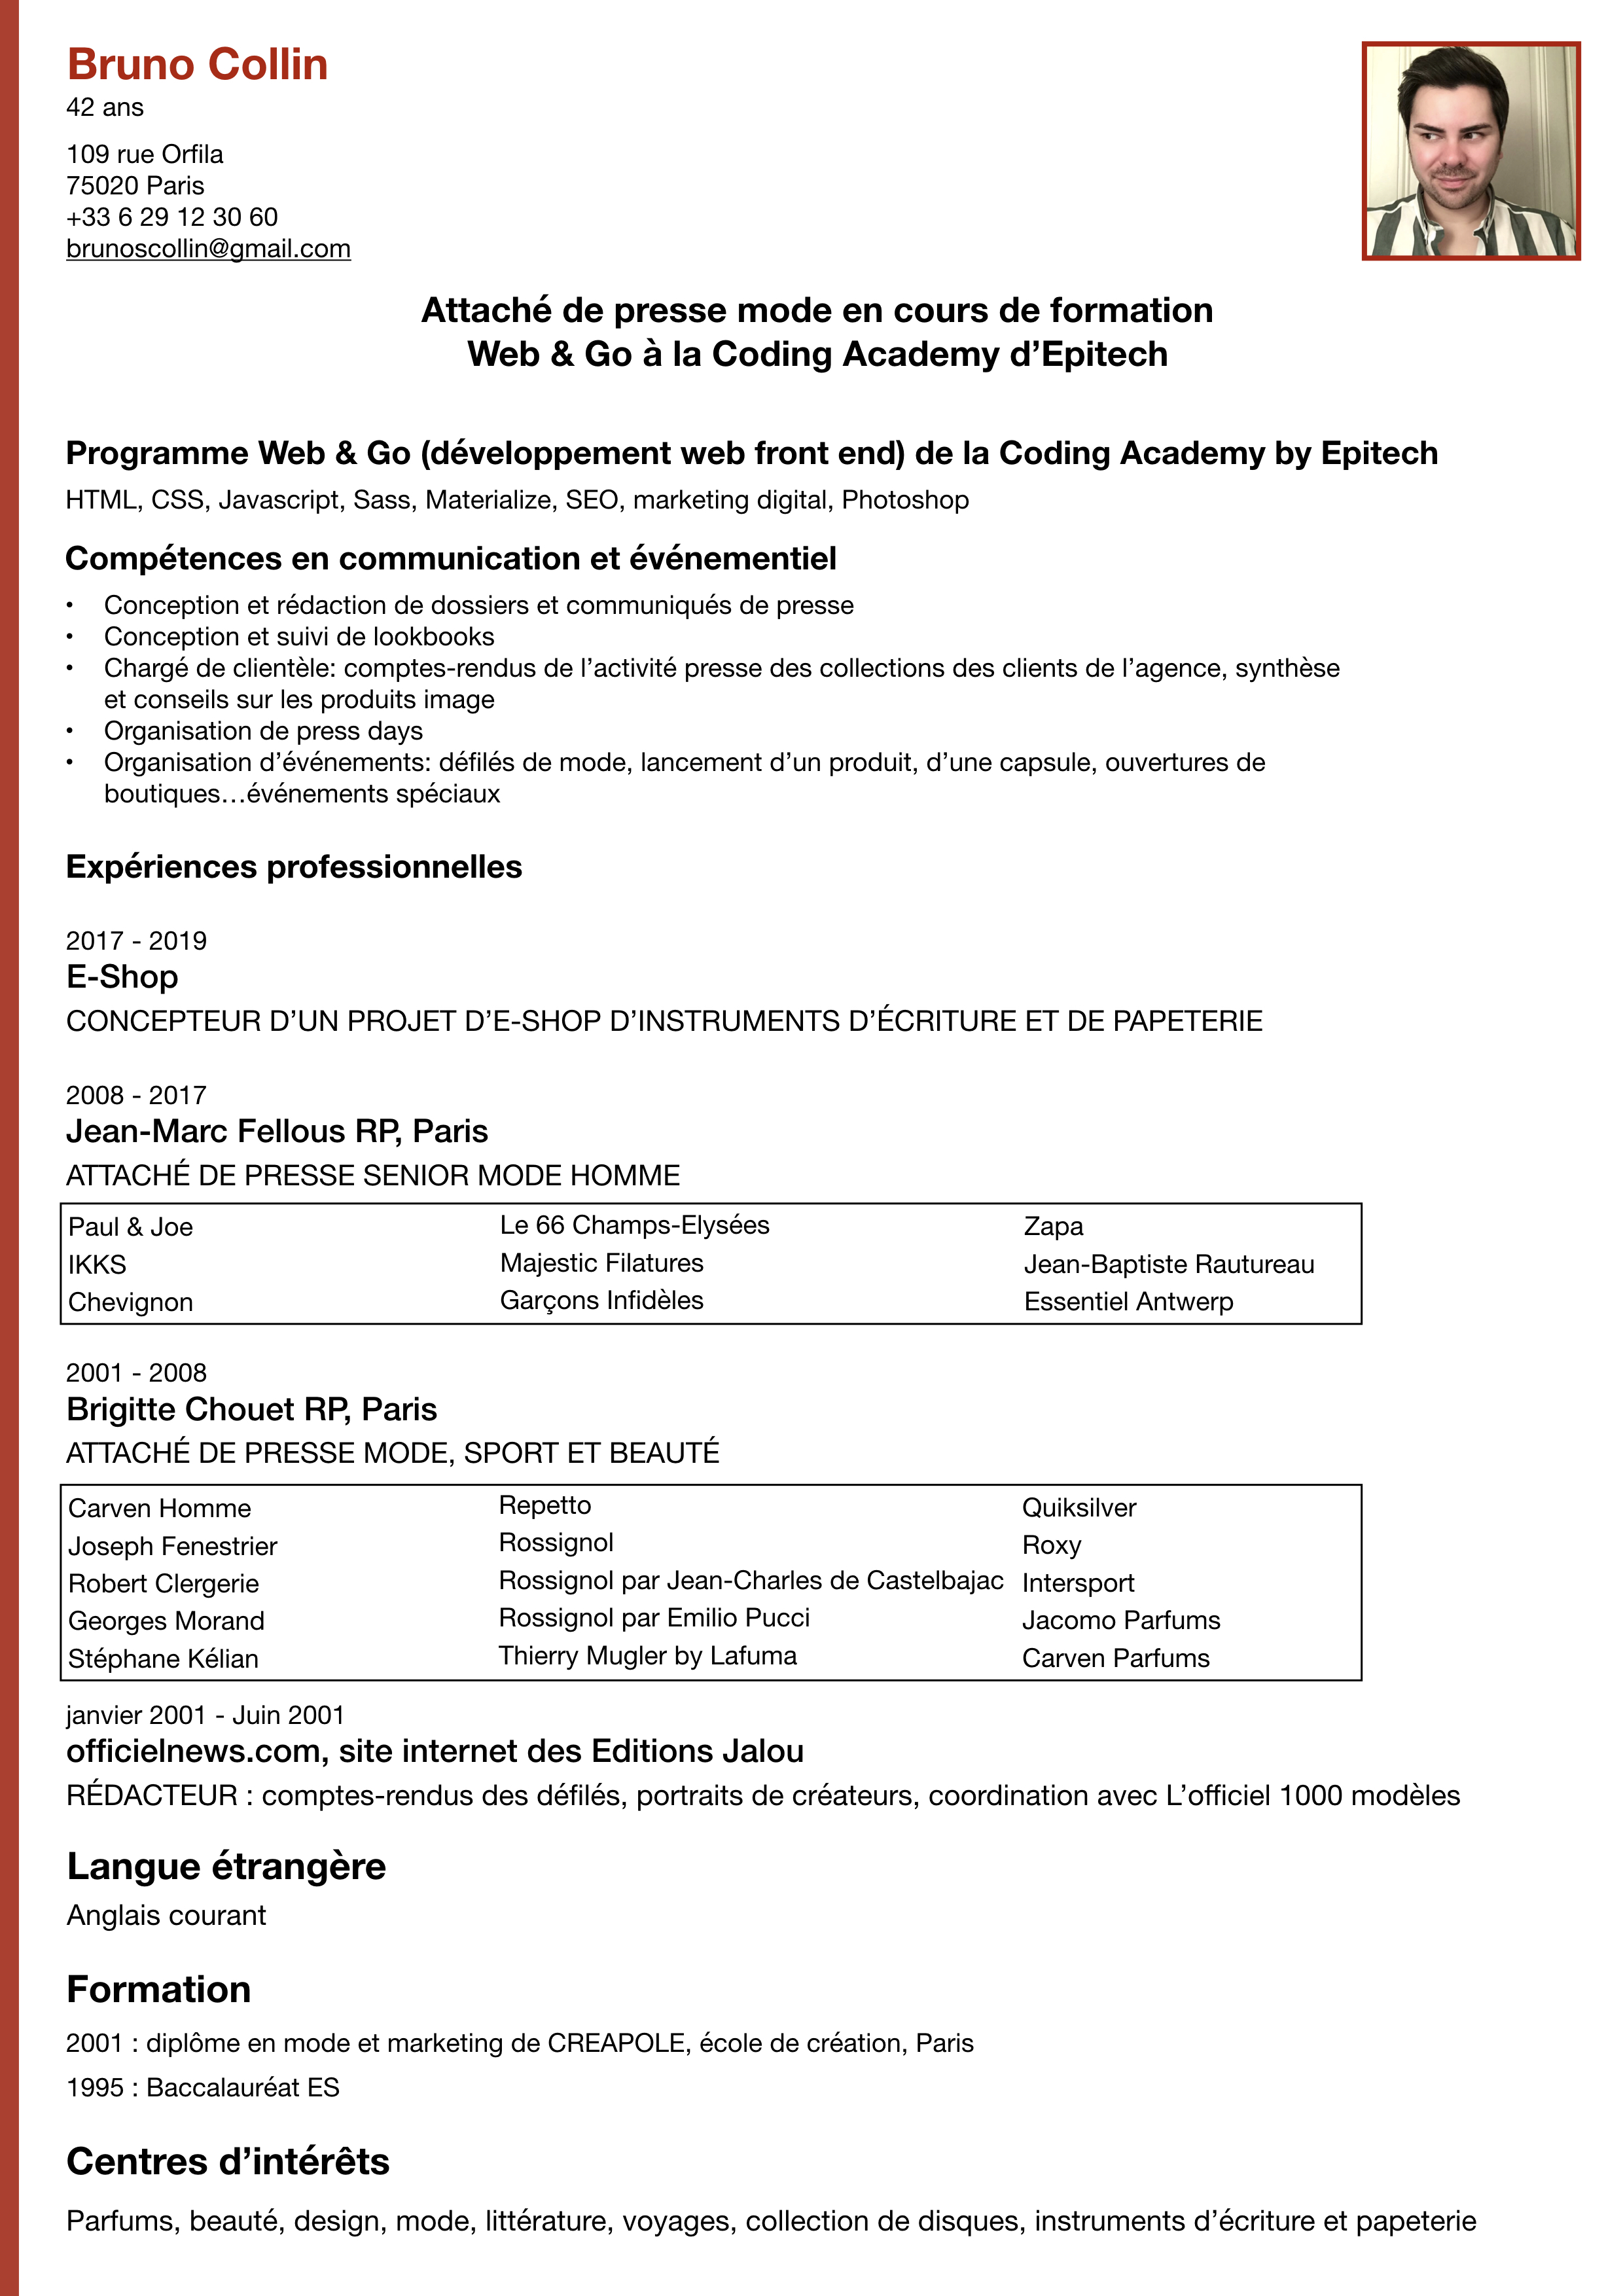 Bruno Collin
42 ans
109 rue Orfila
75020 Paris
+33 6 29 12 30 60
brunoscollin@gmail.com
Attaché de presse mode en cours de formation
Web & Go à la Coding Academy d’Epitech
Programme Web & Go (développement web front end) de la Coding Academy by Epitech
HTML, CSS, Javascript, Sass, Materialize, SEO, marketing digital, Photoshop
Compétences en communication et événementiel
• Conception et rédaction de dossiers et communiqués de presse
• Conception et suivi de lookbooks
• Chargé de clientèle: comptes-rendus de l’activité presse des collections des clients de l’agence, synthèse
et conseils sur les produits image
• Organisation de press days
• Organisation d’événements: défilés de mode, lancement d’un produit, d’une capsule, ouvertures de
boutiques…événements spéciaux
Expériences professionnelles
2017 - 2019
E-Shop
CONCEPTEUR D’UN PROJET D’E-SHOP D’INSTRUMENTS D’ÉCRITURE ET DE PAPETERIE
2008 - 2017
Jean-Marc Fellous RP, Paris
ATTACHÉ DE PRESSE SENIOR MODE HOMME
Paul & Joe Le 66 Champs-Elysées Zapa
IKKS Majestic Filatures Jean-Baptiste Rautureau
Chevignon Garçons Infidèles Essentiel Antwerp
2001 - 2008
Brigitte Chouet RP, Paris
ATTACHÉ DE PRESSE MODE, SPORT ET BEAUTÉ
Carven Homme Repetto Quiksilver
Joseph Fenestrier Rossignol Roxy
Robert Clergerie Rossignol par Jean-Charles de Castelbajac Intersport
Georges Morand Rossignol par Emilio Pucci Jacomo Parfums
Stéphane Kélian Thierry Mugler by Lafuma Carven Parfums
janvier 2001 - Juin 2001
officielnews.com, site internet des Editions Jalou
RÉDACTEUR : comptes-rendus des défilés, portraits de créateurs, coordination avec L’officiel 1000 modèles
Langue étrangère
Anglais courant
Formation
2001 : diplôme en mode et marketing de CREAPOLE, école de création, Paris
1995 : Baccalauréat ES
Centres d’intérêts
Parfums, beauté, design, mode, littérature, voyages, collection de disques, instruments d’écriture et papeterie